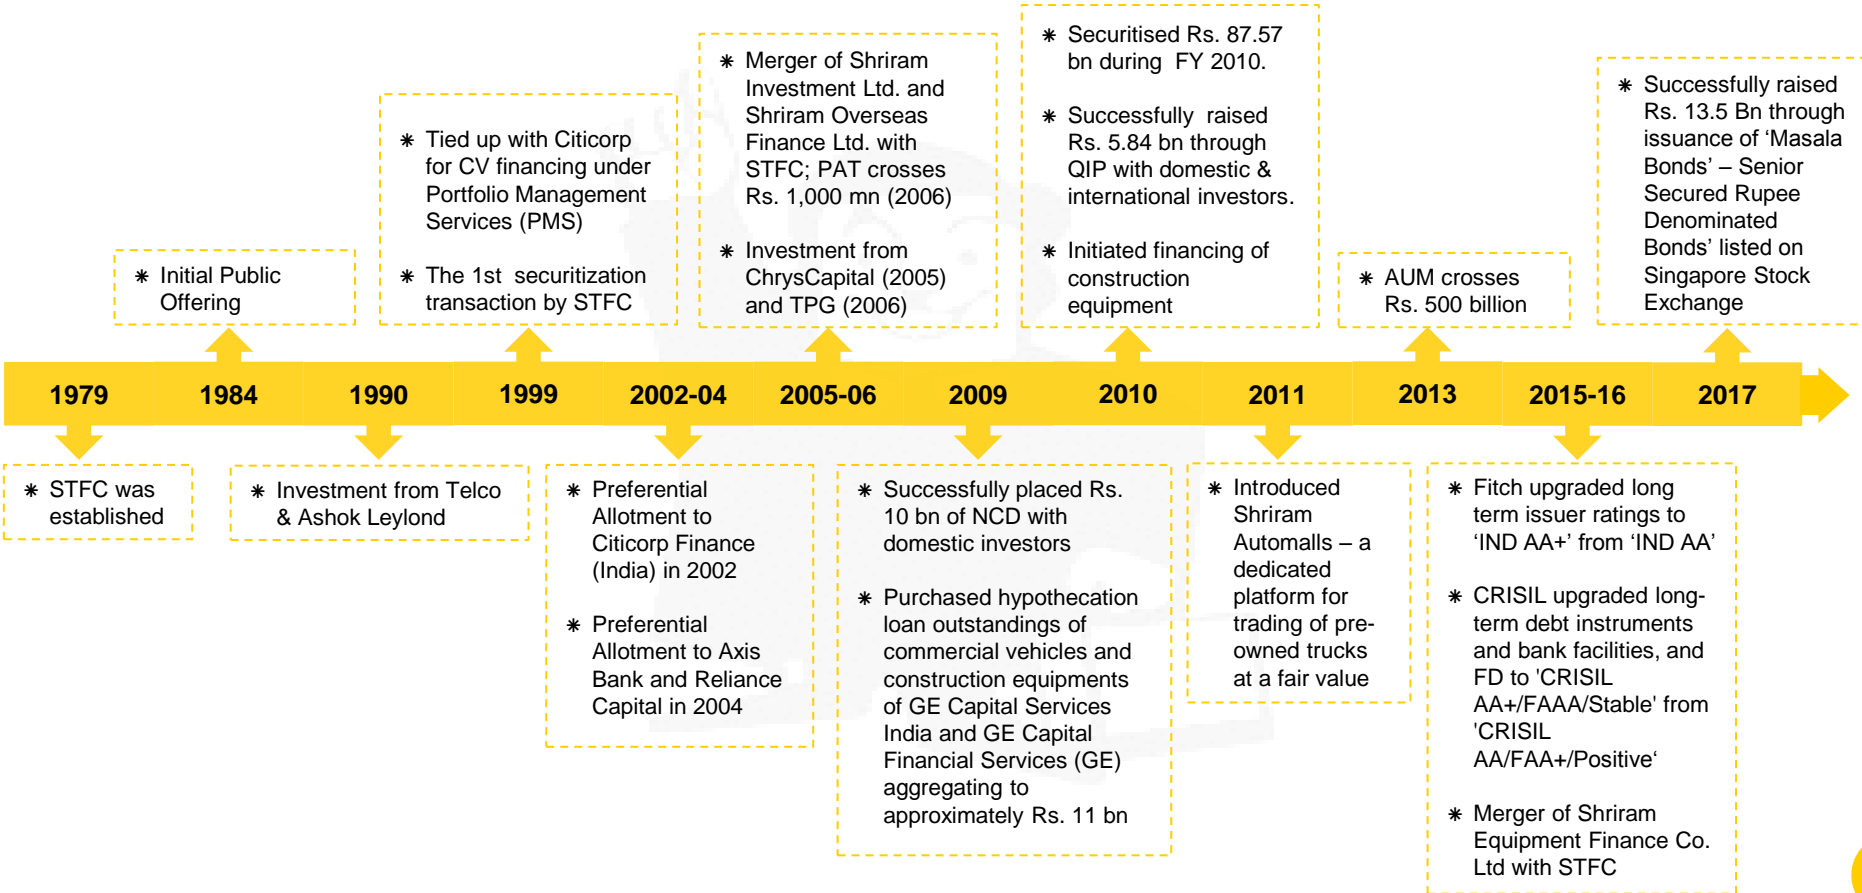 ✴ Initial Public
Offering
✴ Tied up with Citicorp
for CV financing under
Portfolio Management
Services (PMS)
✴ The 1st securitization
transaction by STFC
✴ Merger of Shriram
Investment Ltd. and
Shriram Overseas
Finance Ltd. with
STFC; PAT crosses
Rs. 1,000 mn (2006)
✴ Investment from
ChrysCapital (2005)
and TPG (2006)
✴ Securitised Rs. 87.57
bn during FY 2010.
✴ Successfully raised
Rs. 5.84 bn through
QIP with domestic &
international investors.
✴ Initiated financing of
construction
equipment
✴ AUM crosses
Rs. 500 billion
✴ Successfully raised
Rs. 13.5 Bn through
issuance of ‘Masala
Bonds’ – Senior
Secured Rupee
Denominated
Bonds’ listed on
Singapore Stock
Exchange
1979 1984 1990 1999 2002-04 2005-06 2009 2010 2011 2013 2015-16 2017
✴ STFC was
established
✴ Investment from Telco
& Ashok Leylond
✴ Preferential
Allotment to
Citicorp Finance
(India) in 2002
✴ Preferential
Allotment to Axis
Bank and Reliance
Capital in 2004
✴ Successfully placed Rs.
10 bn of NCD with
domestic investors
✴ Purchased hypothecation
loan outstandings of
commercial vehicles and
construction equipments
of GE Capital Services
India and GE Capital
Financial Services (GE)
aggregating to
approximately Rs. 11 bn
✴ Introduced
Shriram
Automalls – a
dedicated
platform for
trading of pre-
owned trucks
at a fair value
✴ Fitch upgraded long
term issuer ratings to
‘IND AA+’ from ‘IND AA’
✴ CRISIL upgraded long-
term debt instruments
and bank facilities, and
FD to 'CRISIL
AA+/FAAA/Stable' from
'CRISIL
AA/FAA+/Positive‘
✴ Merger of Shriram
Equipment Finance Co.
Ltd with STFC